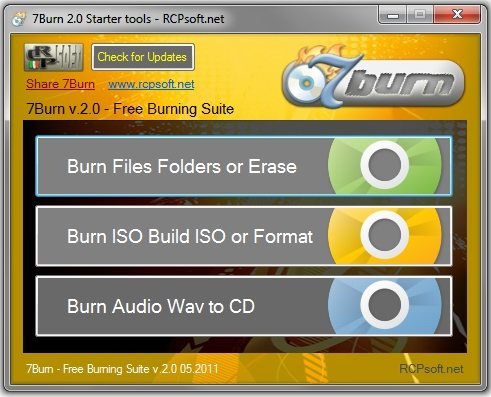 7Burn 2.0 Starter tools - RCPsoft.net
RCP SOFT
Check for Updates
Share 7Burn www.rcpsoft.net
7burn
7Burn v.2.0 - Free Burning Suite
Burn Files Folders or Erase
Burn ISO Build ISO or Format
Burn Audio Wav to CD
7Burn - Free Burning Suite v.2.0 05.2011
RCPsoft.net